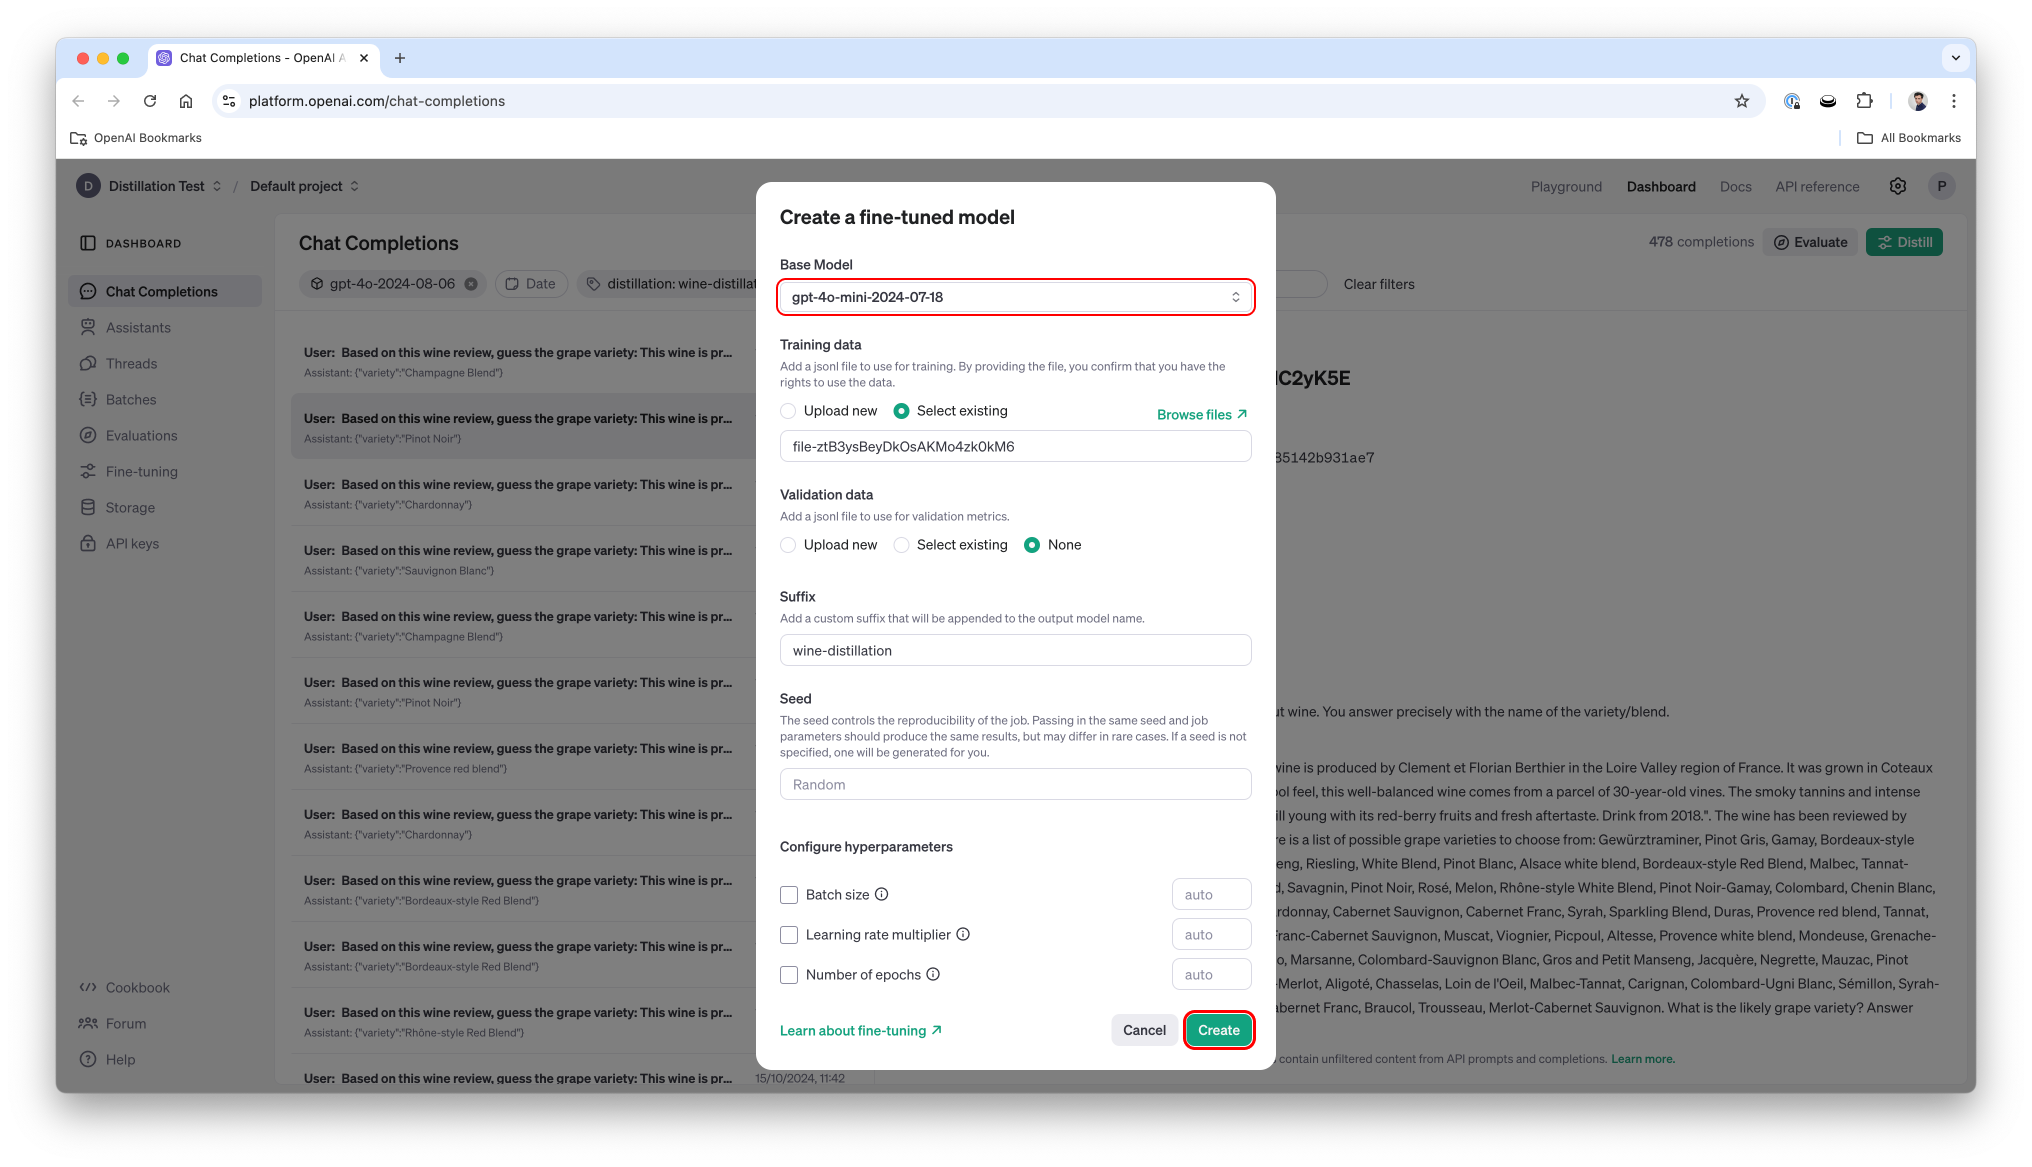 Chat Completions - OpenAI A
platform.openai.com/chat-completions
OpenAI Bookmarks
All Bookmarks
D
Distillation Test
/
Default project
Playground
Dashboard
Docs
API reference
P
DASHBOARD
Chat Completions
Assistants
Threads
Batches
Evaluations
Fine-tuning
Storage
API keys
Cookbook
Forum
Help
Chat Completions
478 completions
Evaluate
Distill
gpt-4o-2024-08-06
Date
distillation: wine-distillat
Clear filters
User: Based on this wine review, guess the grape variety: This wine is pr...
Assistant: {"variety":"Champagne Blend"}
User: Based on this wine review, guess the grape variety: This wine is pr...
Assistant: {"variety":"Pinot Noir"}
User: Based on this wine review, guess the grape variety: This wine is pr...
Assistant: {"variety":"Chardonnay"}
User: Based on this wine review, guess the grape variety: This wine is pr...
Assistant: {"variety":"Sauvignon Blanc"}
User: Based on this wine review, guess the grape variety: This wine is pr...
Assistant: {"variety":"Champagne Blend"}
User: Based on this wine review, guess the grape variety: This wine is pr...
Assistant: {"variety":"Pinot Noir"}
User: Based on this wine review, guess the grape variety: This wine is pr...
Assistant: {"variety":"Provence red blend"}
User: Based on this wine review, guess the grape variety: This wine is pr...
Assistant: {"variety":"Chardonnay"}
User: Based on this wine review, guess the grape variety: This wine is pr...
Assistant: {"variety":"Bordeaux-style Red Blend"}
User: Based on this wine review, guess the grape variety: This wine is pr...
Assistant: {"variety":"Bordeaux-style Red Blend"}
User: Based on this wine review, guess the grape variety: This wine is pr...
Assistant: {"variety":"Rhône-style Red Blend"}
User: Based on this wine review, guess the grape variety: This wine is pr...
15/10/2024, 11:42
Create a fine-tuned model
Base Model
gpt-4o-mini-2024-07-18
Training data
Add a jsonl file to use for training. By providing the file, you confirm that you have the
rights to use the data.
Upload new
Select existing
Browse files
file-ztB3ysBeyDkOsAKMo4zk0kM6
Validation data
Add a jsonl file to use for validation metrics.
Upload new
Select existing
None
Suffix
Add a custom suffix that will be appended to the output model name.
wine-distillation
Seed
The seed controls the reproducibility of the job. Passing in the same seed and job
parameters should produce the same results, but may differ in rare cases. If a seed is not
specified, one will be generated for you.
Random
Configure hyperparameters
Batch size
auto
Learning rate multiplier
auto
Number of epochs
auto
Learn about fine-tuning
Cancel
Create
C2yK5E
85142b931ae7
ut wine. You answer precisely with the name of the variety/blend.
wine is produced by Clement et Florian Berthier in the Loire Valley region of France. It was grown in Coteaux
ol feel, this well-balanced wine comes from a parcel of 30-year-old vines. The smoky tannins and intense
ill young with its red-berry fruits and fresh aftertaste. Drink from 2018.". The wine has been reviewed by
re is a list of possible grape varieties to choose from: Gewürztraminer, Pinot Gris, Gamay, Bordeaux-style
eng, Riesling, White Blend, Pinot Blanc, Alsace white blend, Bordeaux-style Red Blend, Malbec, Tannat-
d, Savagnin, Pinot Noir, Rosé, Melon, Rhône-style White Blend, Pinot Noir-Gamay, Colombard, Chenin Blanc,
rdonnay, Cabernet Sauvignon, Cabernet Franc, Syrah, Sparkling Blend, Duras, Provence red blend, Tannat,
Franc-Cabernet Sauvignon, Muscat, Viognier, Picpoul, Altesse, Provence white blend, Mondeuse, Grenache-
o, Marsanne, Colombard-Sauvignon Blanc, Gros and Petit Manseng, Jacquère, Negrette, Mauzac, Pinot
-Merlot, Aligoté, Chasselas, Loin de l'Oeil, Malbec-Tannat, Carignan, Colombard-Ugni Blanc, Sémillon, Syrah-
abernet Franc, Braucol, Trousseau, Merlot-Cabernet Sauvignon. What is the likely grape variety? Answer
contain unfiltered content from API prompts and completions. Learn more.